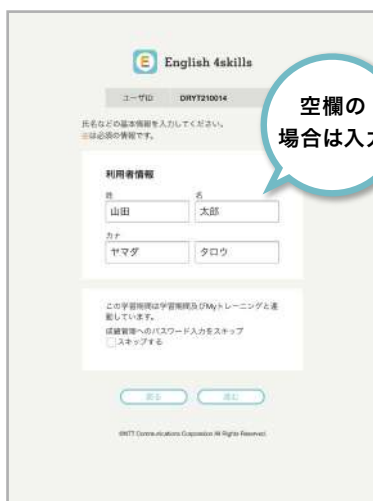 English 4skills
ユーザID DRYT210014
氏名などの基本情報を入力してください。
※は必須の情報です。
空欄の
場合は入力
利用者情報
姓 名
山田 太郎
カナ
ヤマダ タロウ
この学習期間は学習期間及びMyトレーニングと連
動しています。
成績管理へのパスワード入力をスキップ
スキップする
戻る 進む
©NTT Communications Corporation All Rights Reserved.